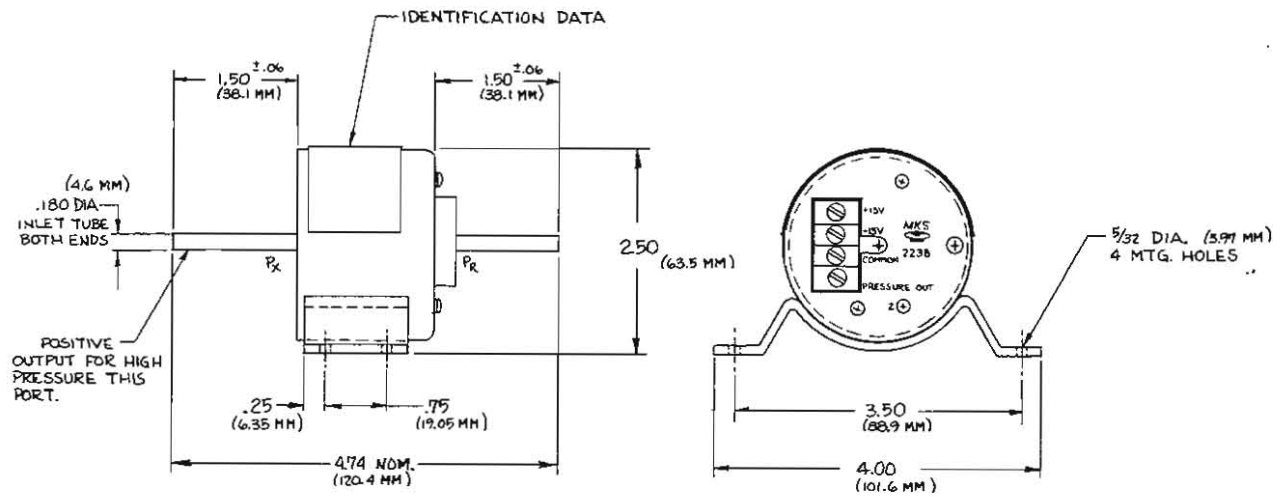 IDENTIFICATION DATA
1.50 ±.06
(38.1 MM)
1.50 ±.06
(38.1 MM)
(4.6 MM)
.180 DIA
INLET TUBE
BOTH ENDS
PX
PR
2.50
(63.5 MM)
POSITIVE
OUTPUT FOR HIGH
PRESSURE THIS
PORT.
.25
(6.35 MM)
.75
(19.05 MM)
4.74 NOM.
(120.4 MM)
+15V
MKS
223B
COMMON
PRESSURE OUT
Z
5/32 DIA. (3.97 MM)
4 MTG. HOLES
3.50
(88.9 MM)
4.00
(101.6 MM)